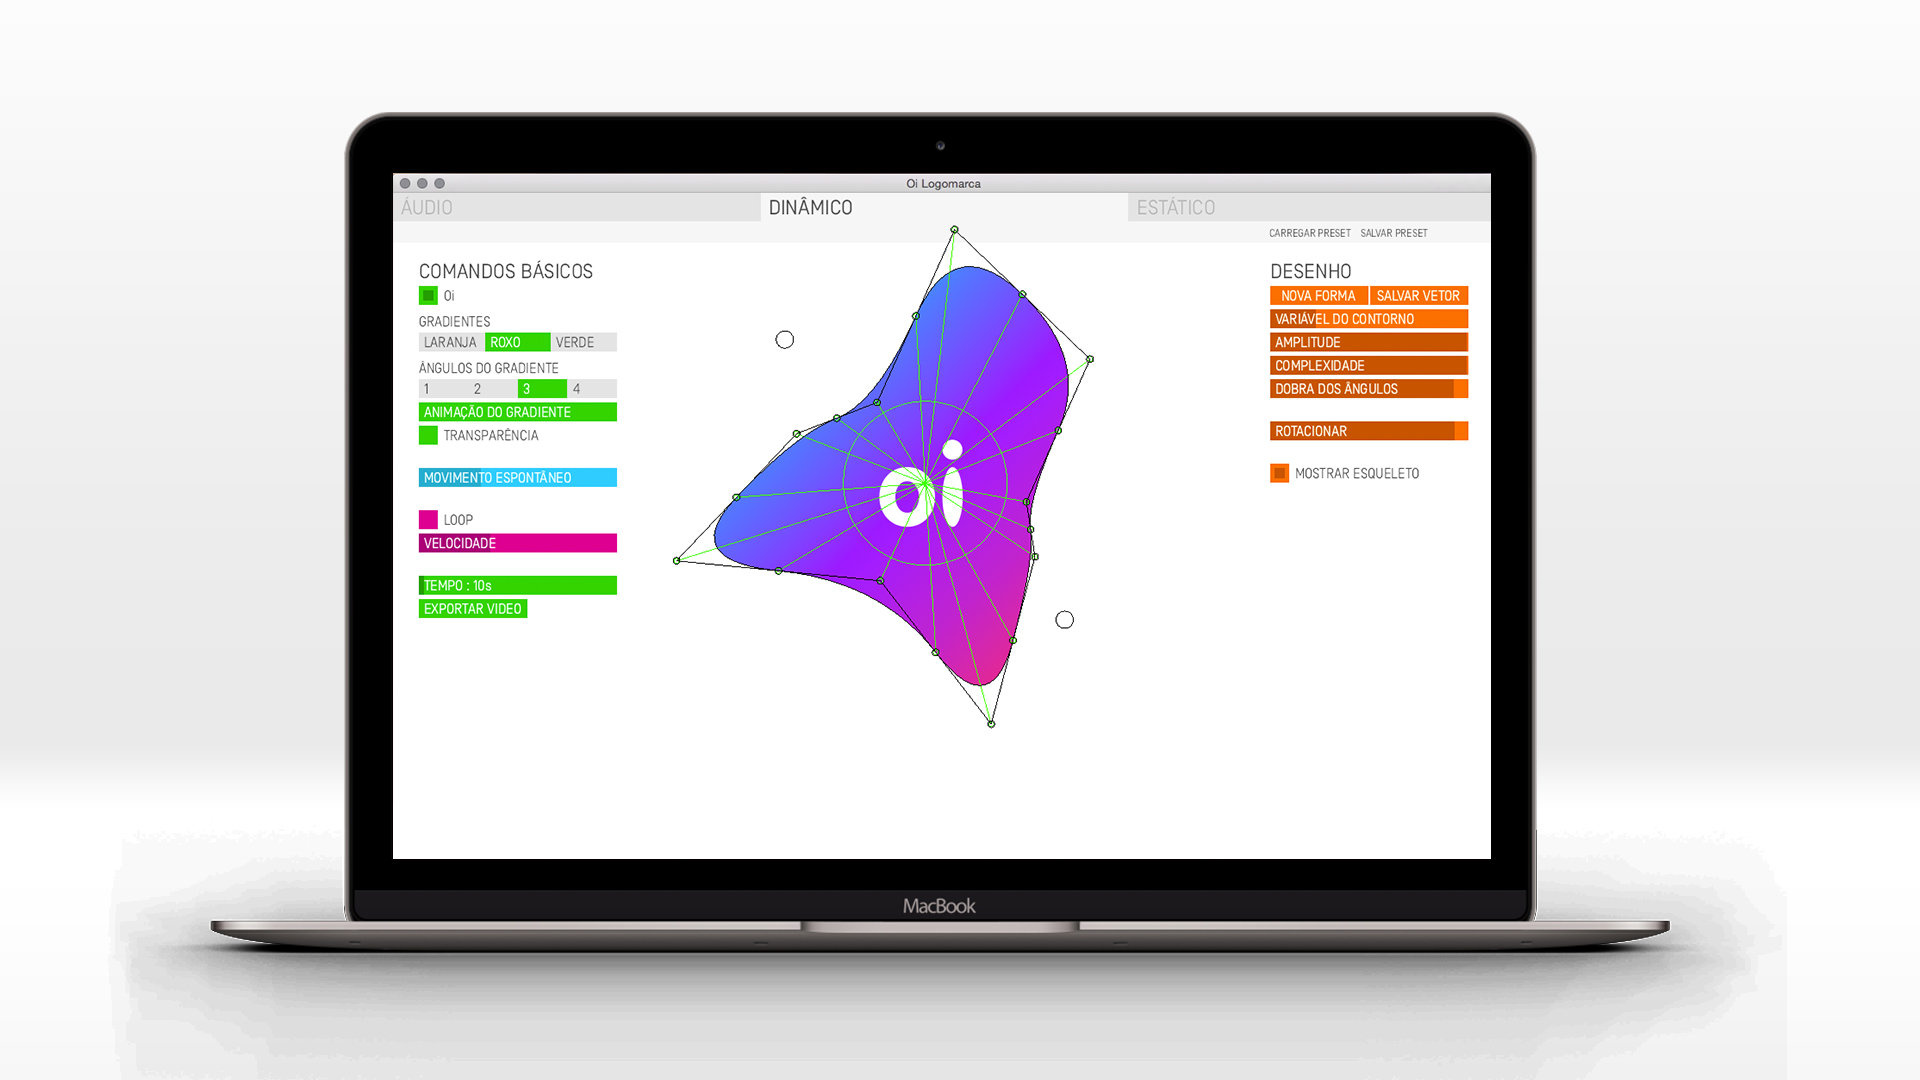 Oi Logomarca
ÁUDIO
DINÂMICO
ESTÁTICO
CARREGAR PRESET SALVAR PRESET
COMANDOS BÁSICOS
Oi
GRADIENTES
LARANJA ROXO VERDE
ÂNGULOS DO GRADIENTE
1 2 3 4
ANIMAÇÃO DO GRADIENTE
TRANSPARÊNCIA
MOVIMENTO ESPONTÂNEO
LOOP
VELOCIDADE
TEMPO : 10s
EXPORTAR VIDEO
oi
DESENHO
NOVA FORMA SALVAR VETOR
VARIÁVEL DO CONTORNO
AMPLITUDE
COMPLEXIDADE
DOBRA DOS ÂNGULOS
ROTACIONAR
MOSTRAR ESQUELETO
MacBook